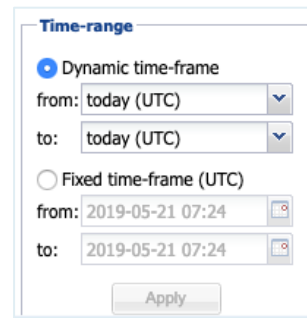 Time-range
Dynamic time-frame
from: today (UTC)
to: today (UTC)
Fixed time-frame (UTC)
from: 2019-05-21 07:24
to: 2019-05-21 07:24
Apply